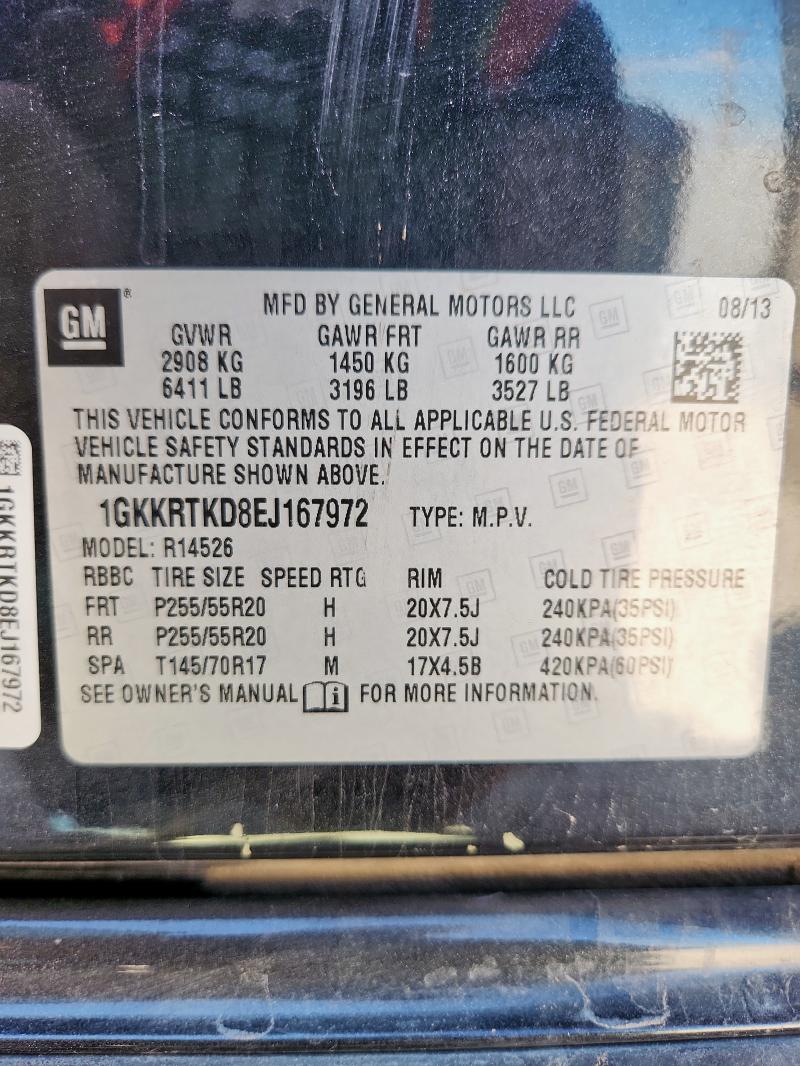 GM ®
MFD BY GENERAL MOTORS LLC 08/13
GVWR GAWR FRT GAWR RR
2908 KG 1450 KG 1600 KG
6411 LB 3196 LB 3527 LB
THIS VEHICLE CONFORMS TO ALL APPLICABLE U.S. FEDERAL MOTOR
VEHICLE SAFETY STANDARDS IN EFFECT ON THE DATE OF
MANUFACTURE SHOWN ABOVE.
1GKKRTKD8EJ167972 TYPE: M.P.V.
MODEL: R14526
RBBC TIRE SIZE SPEED RTG RIM COLD TIRE PRESSURE
FRT P255/55R20 H 20X7.5J 240KPA(35PSI)
RR P255/55R20 H 20X7.5J 240KPA(35PSI)
SPA T145/70R17 M 17X4.5B 420KPA(60PSI)
SEE OWNER'S MANUAL i FOR MORE INFORMATION.
1GKKRTKD8EJ167972